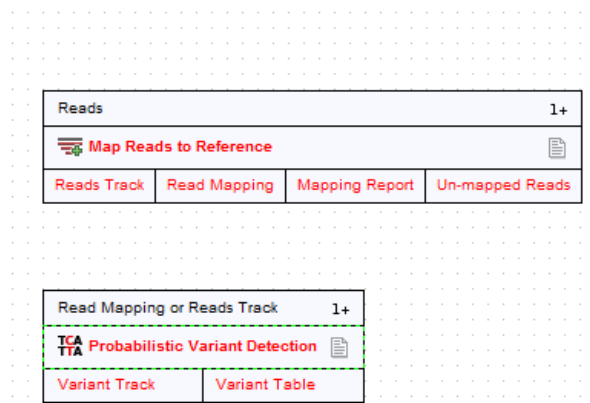 Reads 1+
Map Reads to Reference
Reads Track Read Mapping Mapping Report Un-mapped Reads
Read Mapping or Reads Track 1+
TCA TTA Probabilistic Variant Detection
Variant Track Variant Table